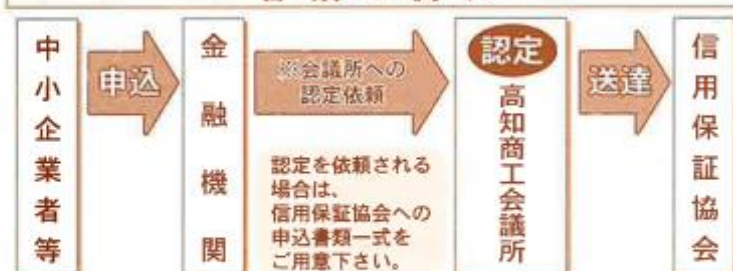 中小企業者等
申込
金融機関
※会議所への
認定依頼
認定を依頼される
場合は、
信用保証協会への
申込書類一式を
ご用意下さい。
認定
高知商工会議所
送達
信用保証協会